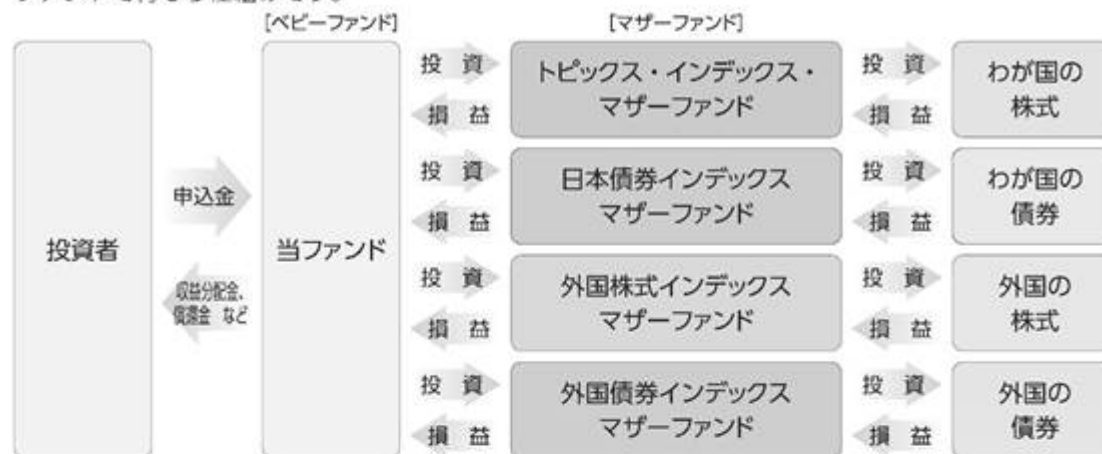 [ベビーファンド]
[マザーファンド]
投資者
申込金
収益分配金、
償還金 など
当ファンド
投 資
損 益
トピックス・インデックス・
マザーファンド
投 資
損 益
わが国の
株式
投 資
損 益
日本債券インデックス
マザーファンド
投 資
損 益
わが国の
債券
投 資
損 益
外国株式インデックス
マザーファンド
投 資
損 益
外国の
株式
投 資
損 益
外国債券インデックス
マザーファンド
投 資
損 益
外国の
債券